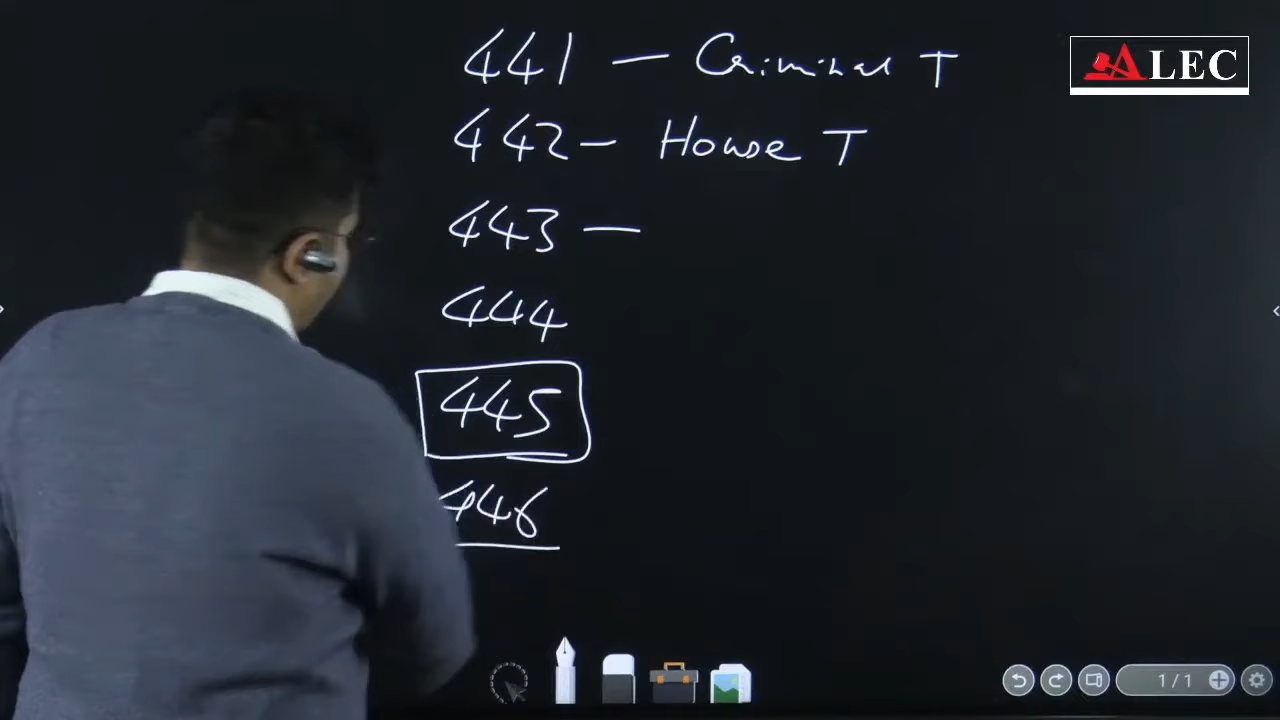 441 — Criminal T
ALEC
442 — House T
443 —
444
445
446
1/1